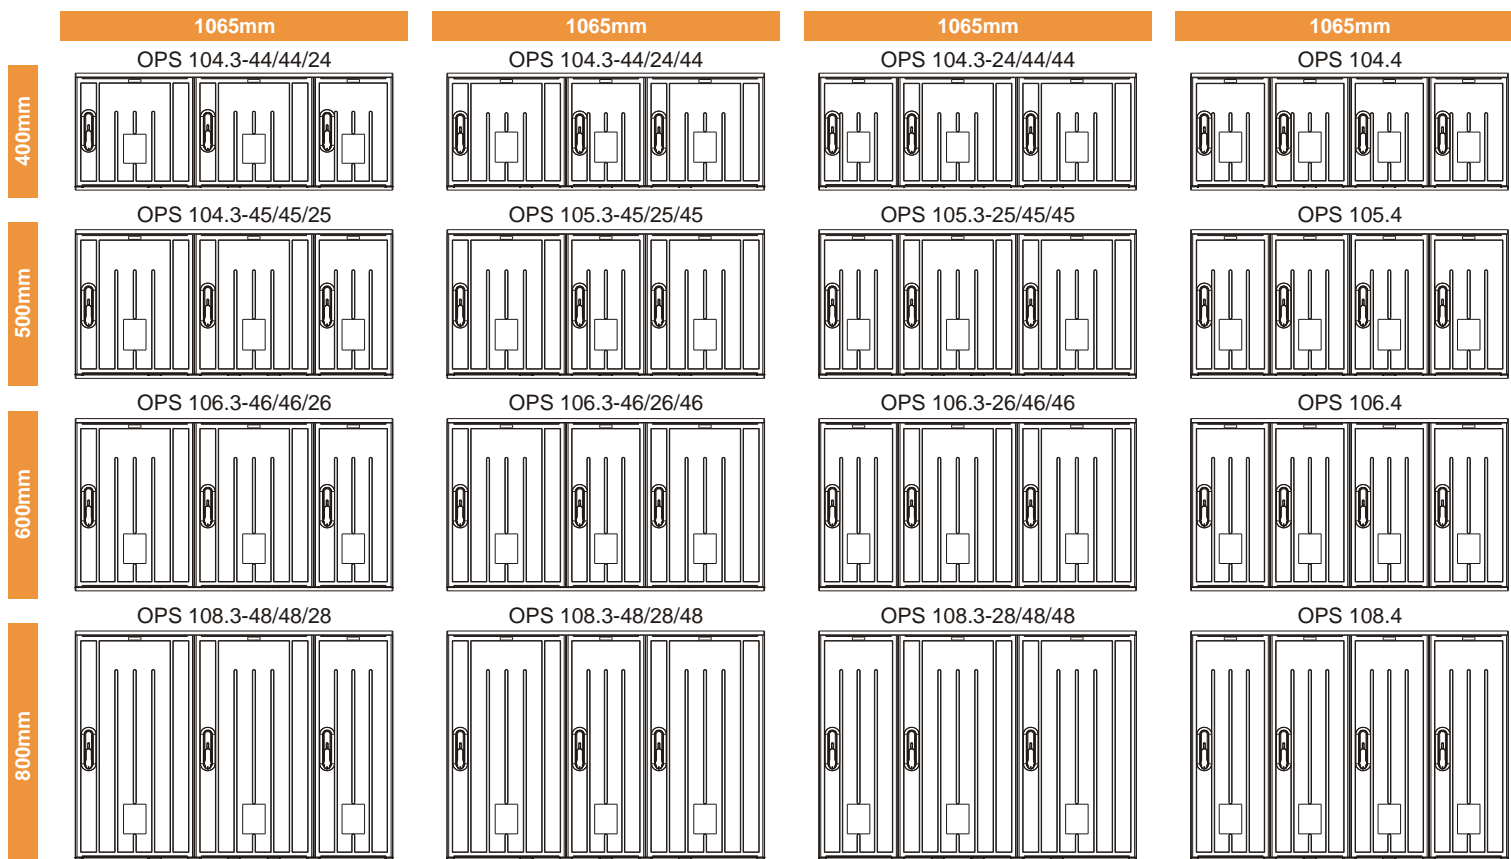 1065mm 1065mm 1065mm 1065mm
OPS 104.3-44/44/24 OPS 104.3-44/24/44 OPS 104.3-24/44/44 OPS 104.4
400mm
OPS 104.3-45/45/25 OPS 105.3-45/25/45 OPS 105.3-25/45/45 OPS 105.4
500mm
OPS 106.3-46/46/26 OPS 106.3-46/26/46 OPS 106.3-26/46/46 OPS 106.4
600mm
OPS 108.3-48/48/28 OPS 108.3-48/28/48 OPS 108.3-28/48/48 OPS 108.4
800mm